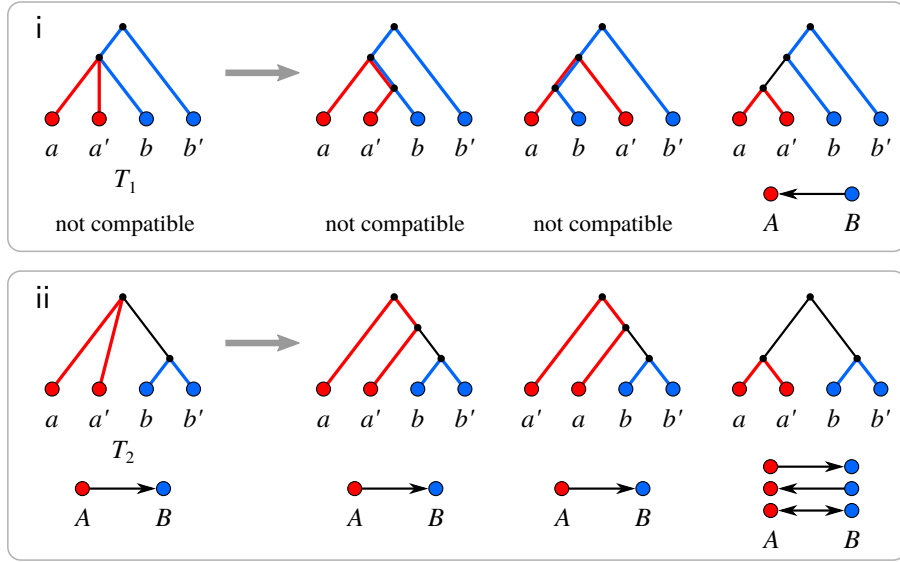 i
a a′ b b′ a a′ b b′ a b a′ b′ a a′ b b′
T₁
A B
not compatible not compatible not compatible
ii
a a′ b b′ a a′ b b′ a′ a b b′ a a′ b b′
T₂
A B A B A B A B